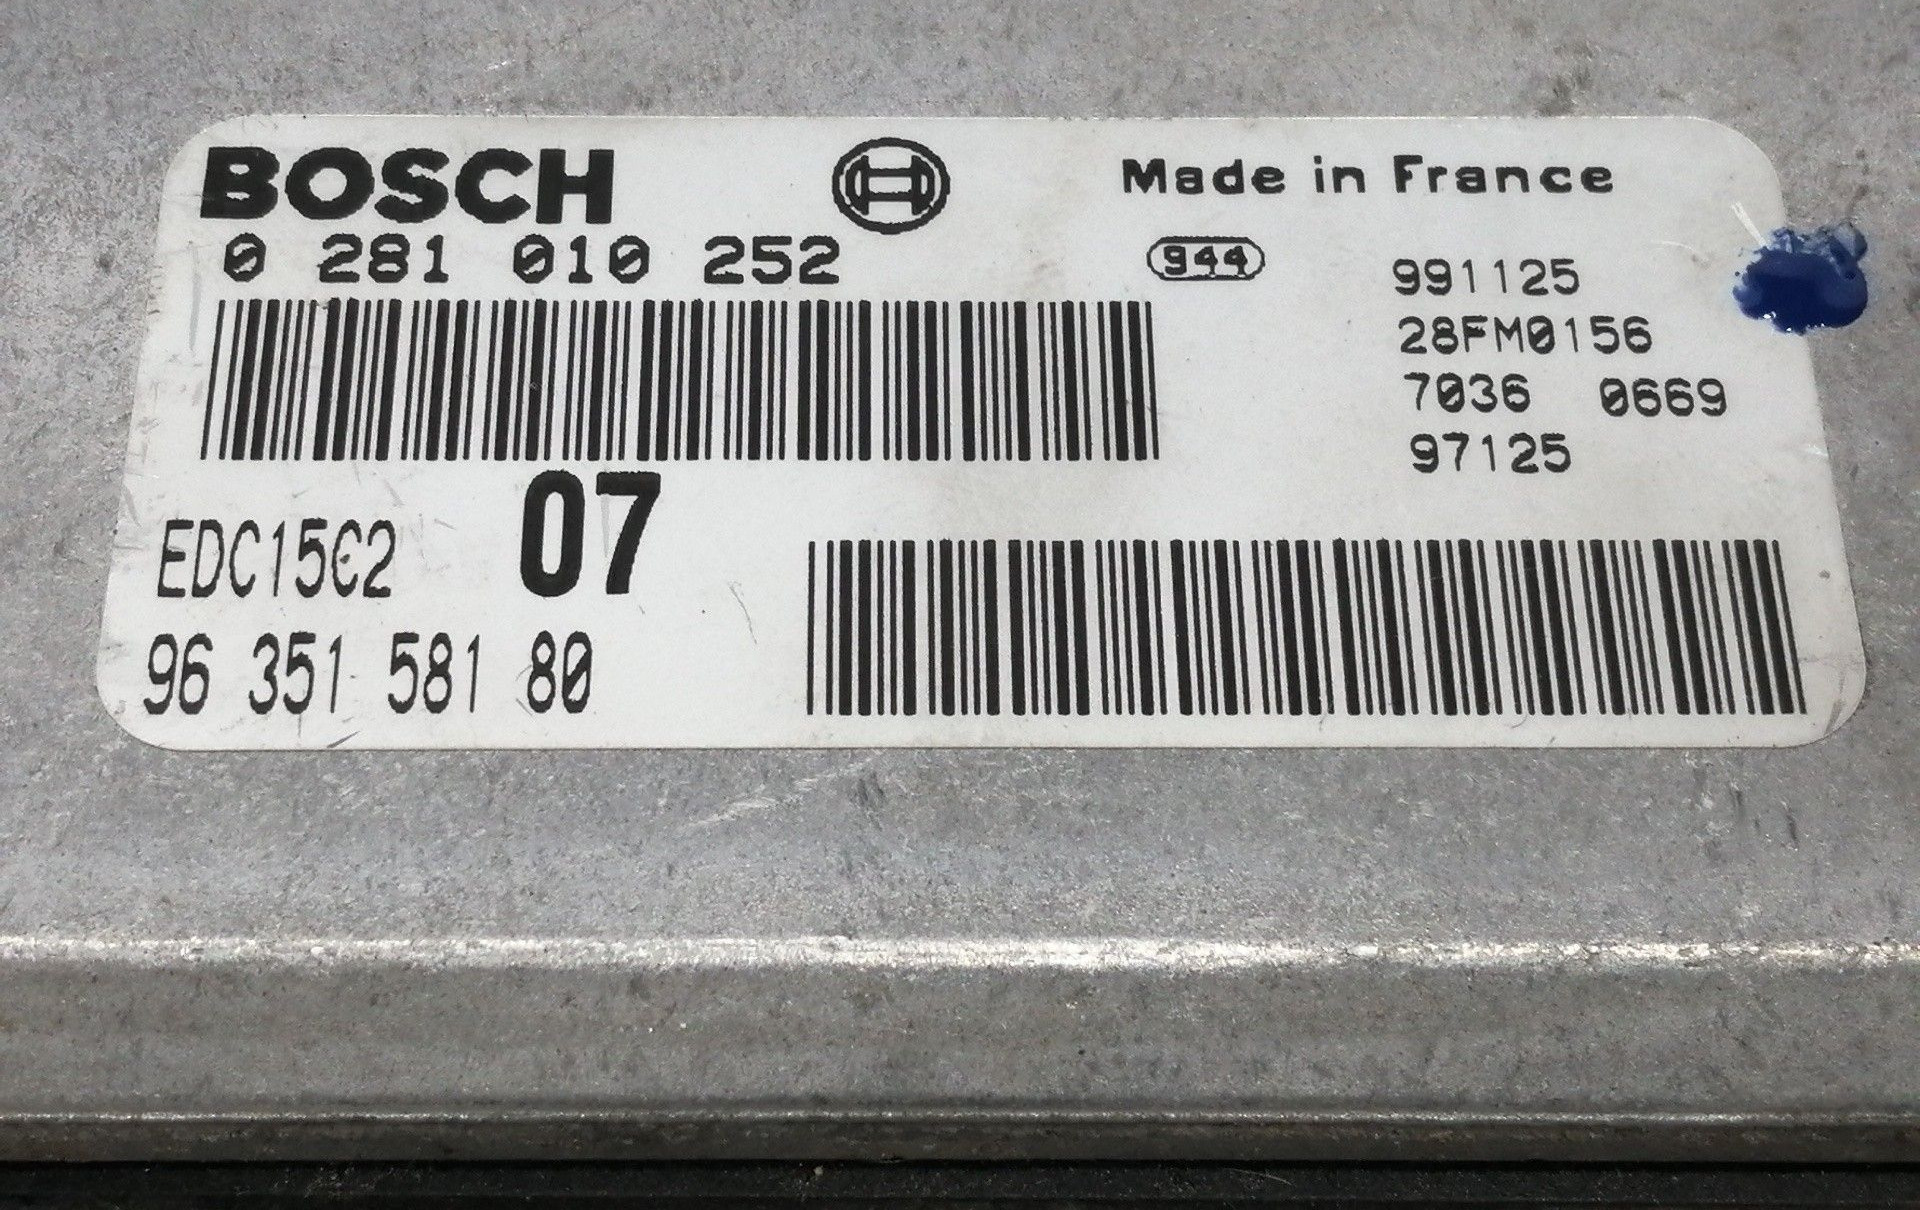 BOSCH
Made in France
0 281 010 252
944
991125
28FM0156
7036 0669
97125
EDC15C2 07
96 351 581 80